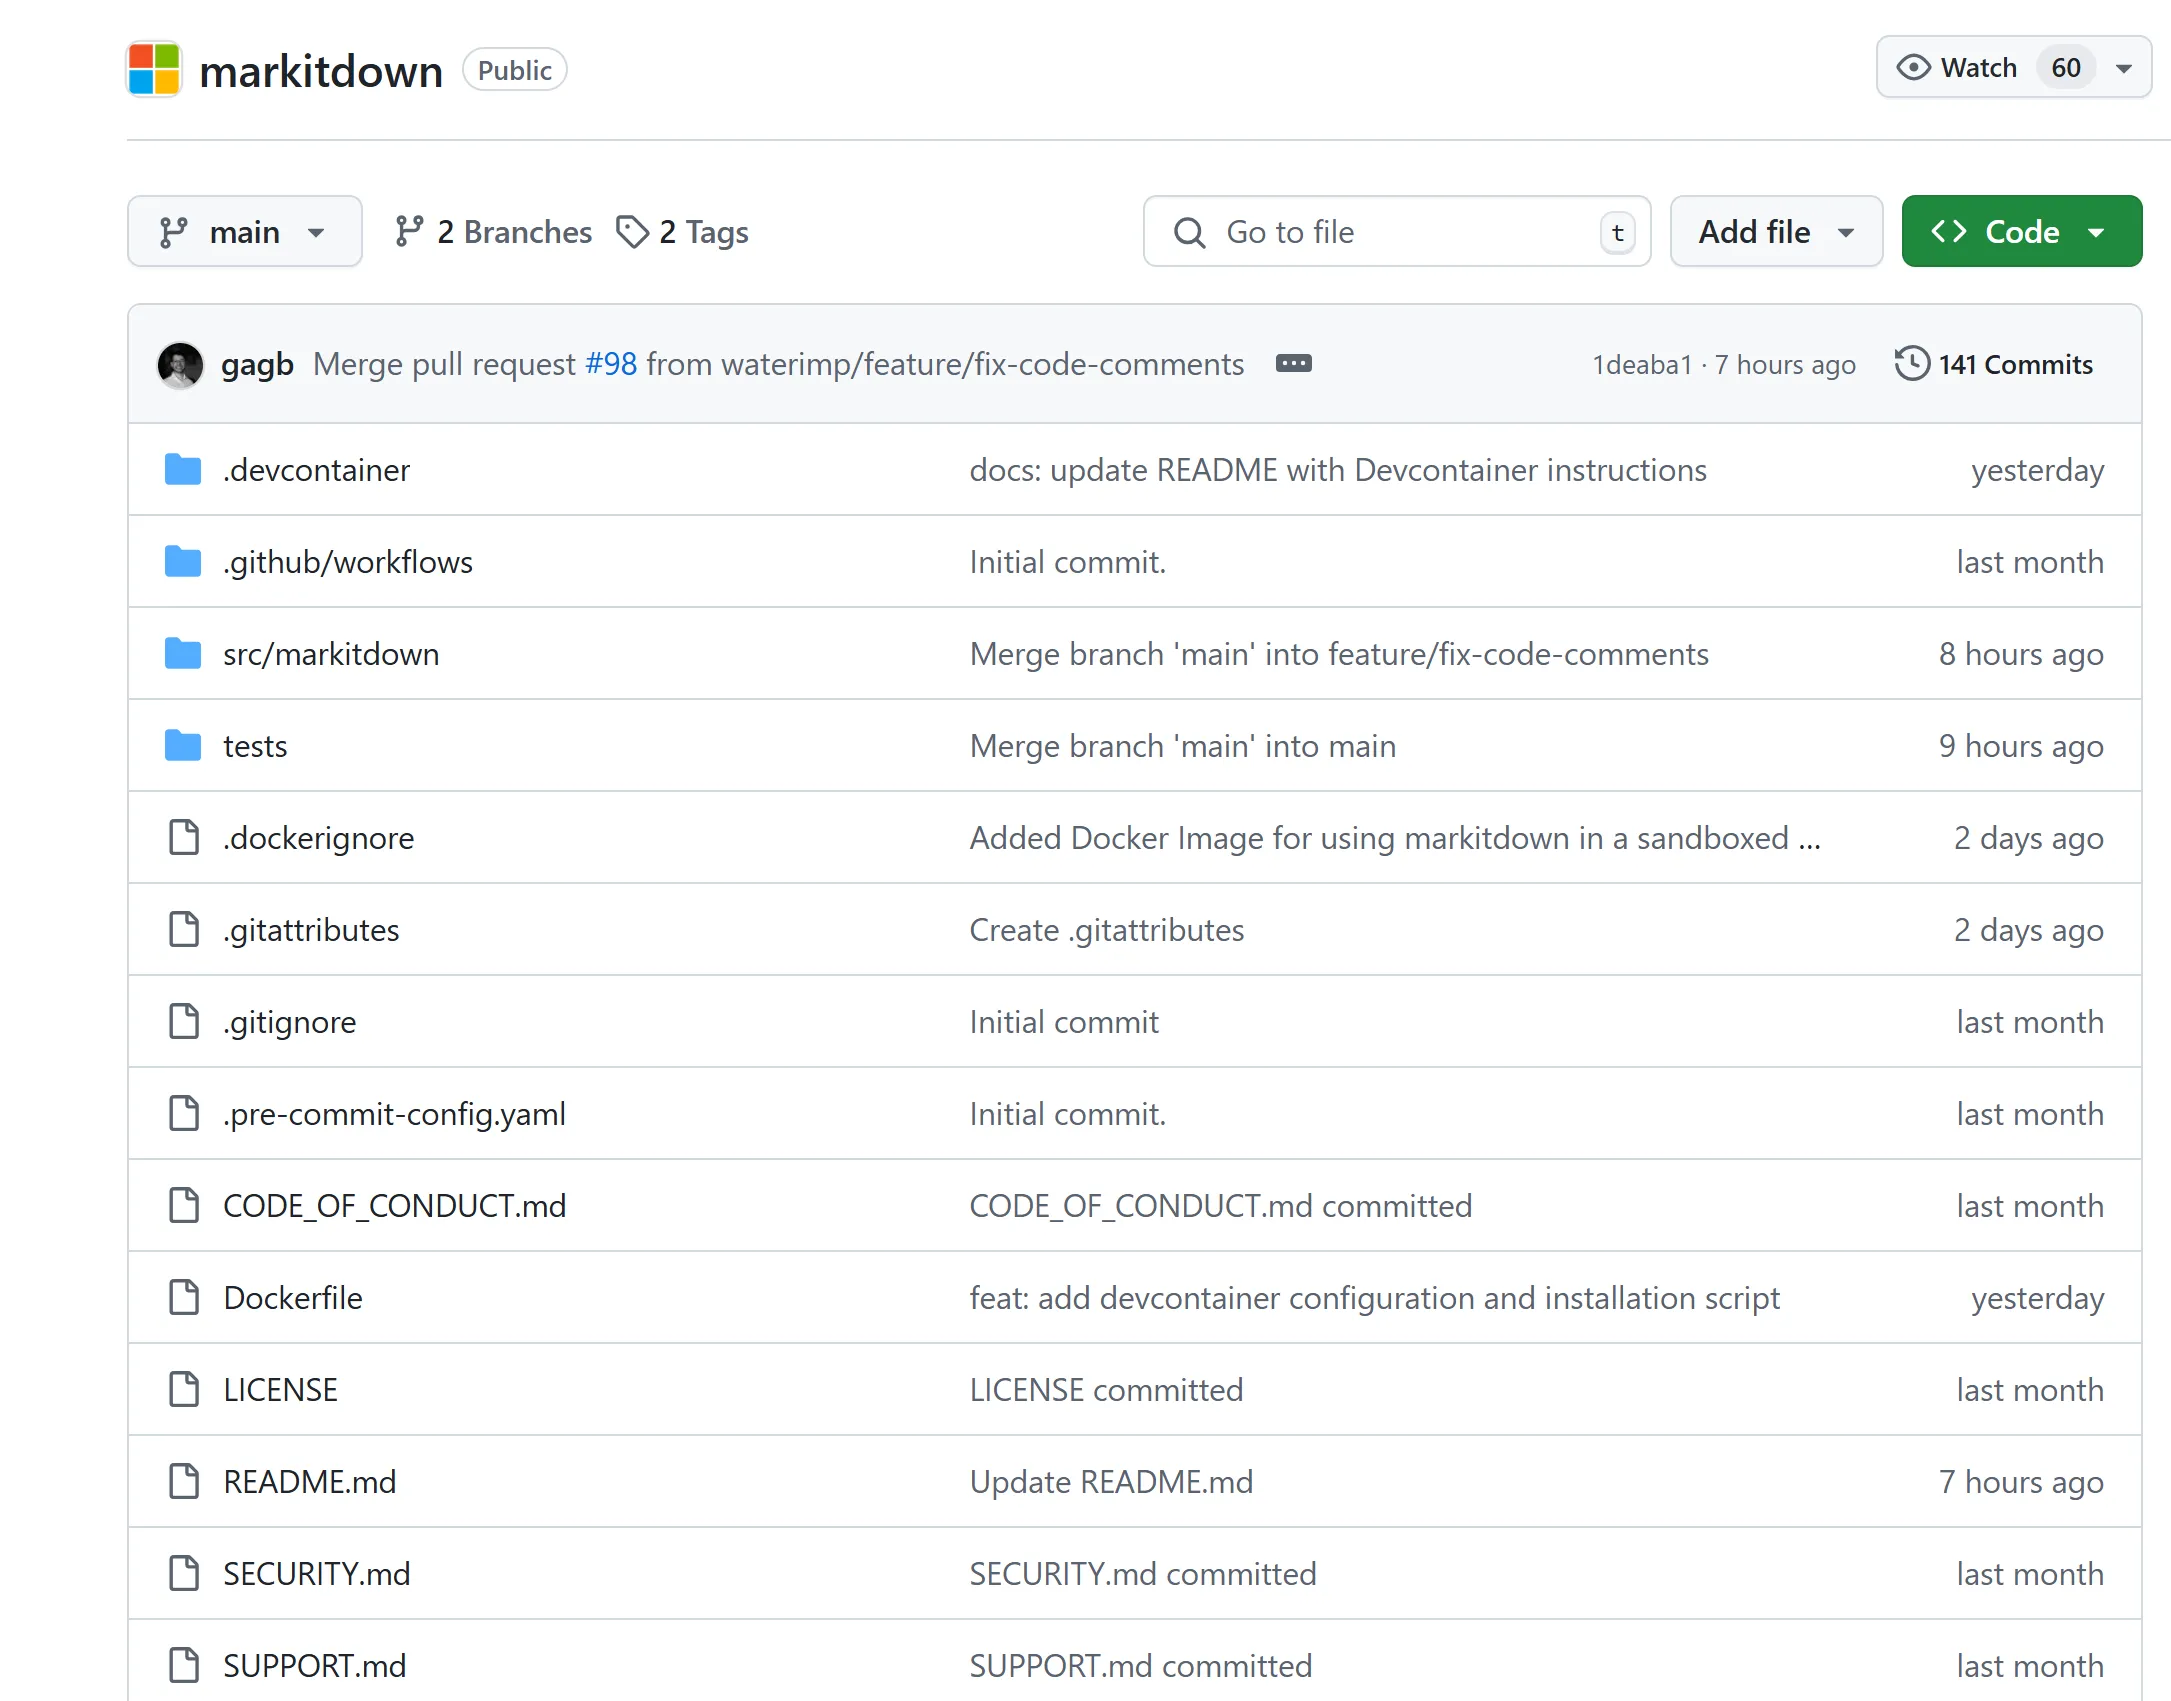 markitdown Public Watch 60
main 2 Branches 2 Tags Go to file t Add file Code
gagb Merge pull request #98 from waterimp/feature/fix-code-comments 1deaba1 · 7 hours ago 141 Commits
.devcontainer docs: update README with Devcontainer instructions yesterday
.github/workflows Initial commit. last month
src/markitdown Merge branch 'main' into feature/fix-code-comments 8 hours ago
tests Merge branch 'main' into main 9 hours ago
.dockerignore Added Docker Image for using markitdown in a sandboxed ... 2 days ago
.gitattributes Create .gitattributes 2 days ago
.gitignore Initial commit last month
.pre-commit-config.yaml Initial commit. last month
CODE_OF_CONDUCT.md CODE_OF_CONDUCT.md committed last month
Dockerfile feat: add devcontainer configuration and installation script yesterday
LICENSE LICENSE committed last month
README.md Update README.md 7 hours ago
SECURITY.md SECURITY.md committed last month
SUPPORT.md SUPPORT.md committed last month